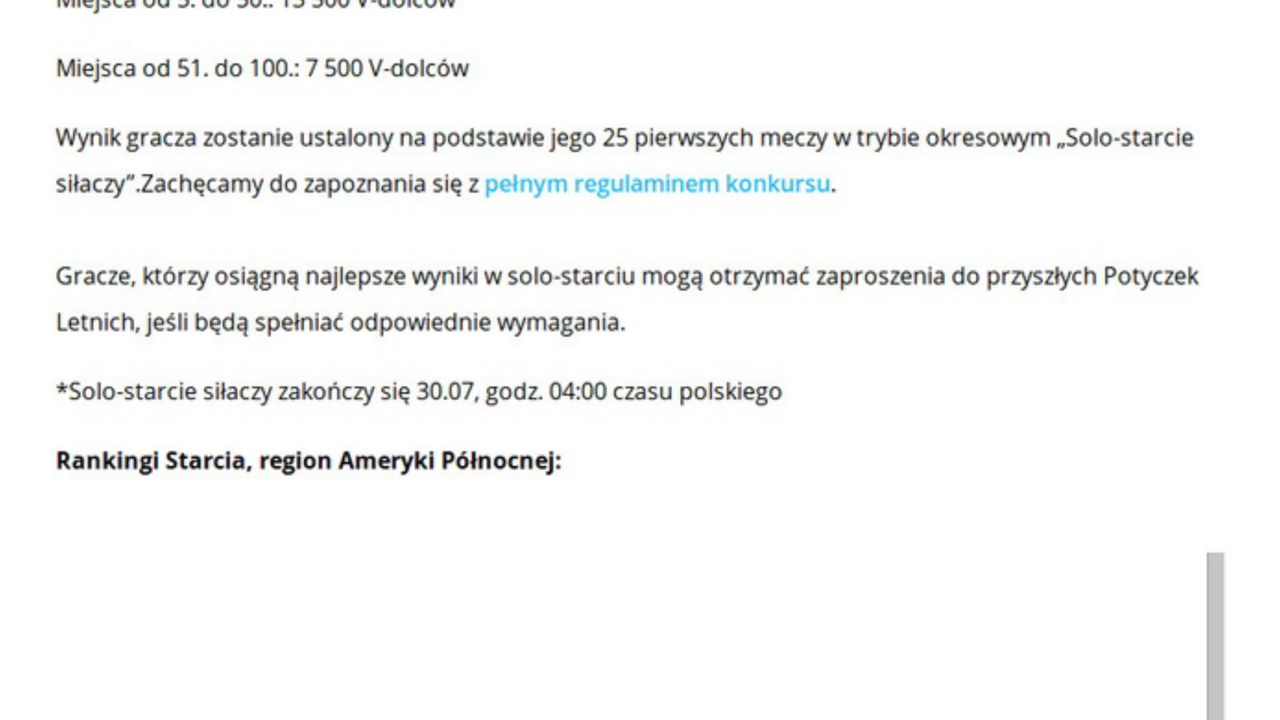 Miejsca od 51. do 100.: 7 500 V-dolców
Wynik gracza zostanie ustalony na podstawie jego 25 pierwszych meczy w trybie okresowym „Solo-starcie
siłaczy”.Zachęcamy do zapoznania się z pełnym regulaminem konkursu.
Gracze, którzy osiągną najlepsze wyniki w solo-starciu mogą otrzymać zaproszenia do przyszłych Potyczek
Letnich, jeśli będą spełniać odpowiednie wymagania.
*Solo-starcie siłaczy zakończy się 30.07, godz. 04:00 czasu polskiego
Rankingi Starcia, region Ameryki Północnej: